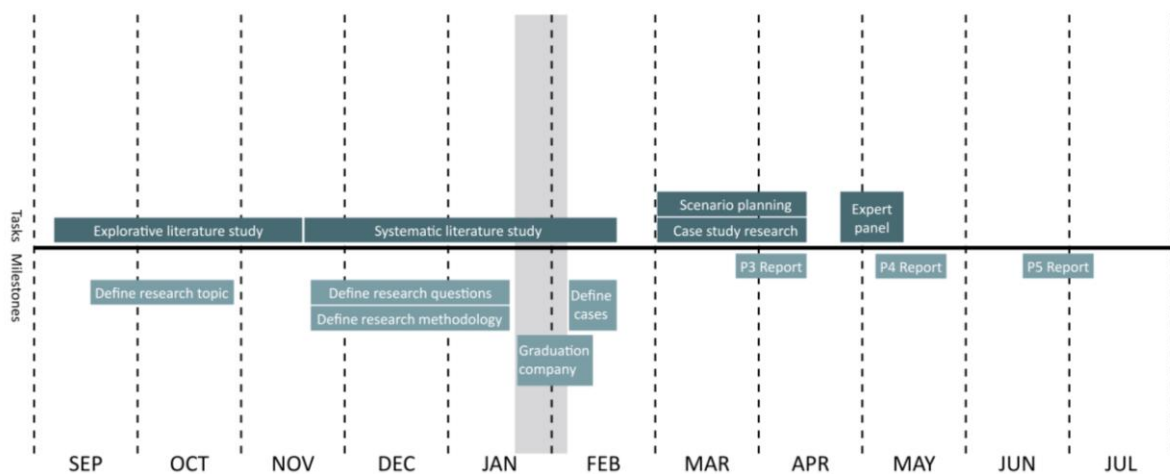 Scenario planning
Expert
panel
Explorative literature study
Systematic literature study
Case study research
Tasks
Milestones
P3 Report
P4 Report
P5 Report
Define research topic
Define research questions
Define
cases
Define research methodology
Graduation
company
SEP
OCT
NOV
DEC
JAN
FEB
MAR
APR
MAY
JUN
JUL